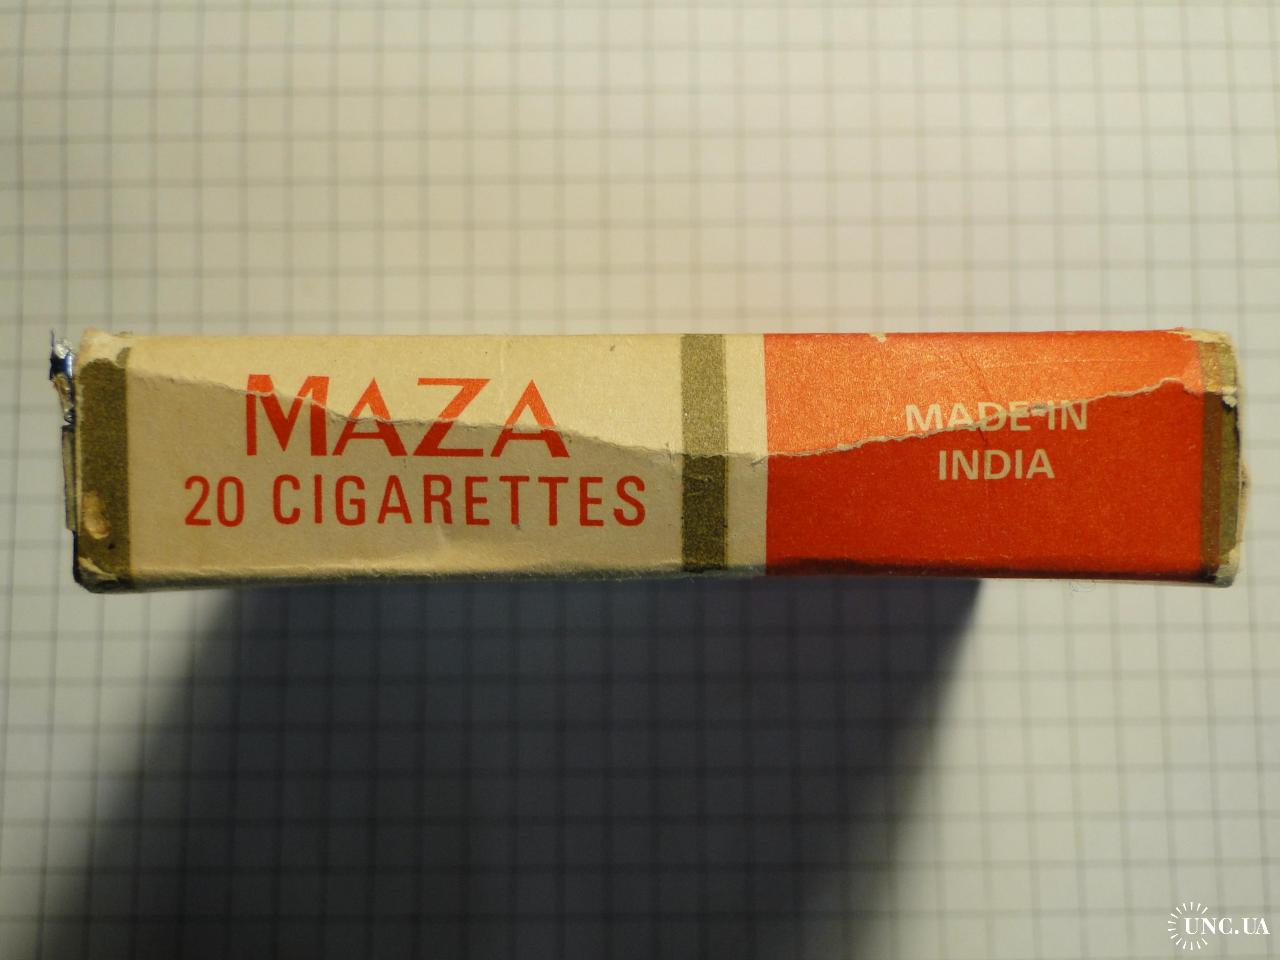 MAZA
20 CIGARETTES
MADE-IN
INDIA
UNC.UA